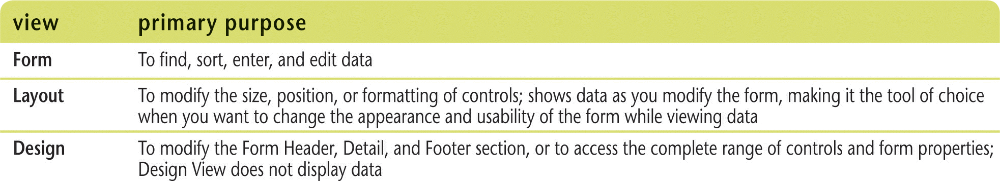 view primary purpose
Form To find, sort, enter, and edit data
Layout To modify the size, position, or formatting of controls; shows data as you modify the form, making it the tool of choice
when you want to change the appearance and usability of the form while viewing data
Design To modify the Form Header, Detail, and Footer section, or to access the complete range of controls and form properties;
Design View does not display data